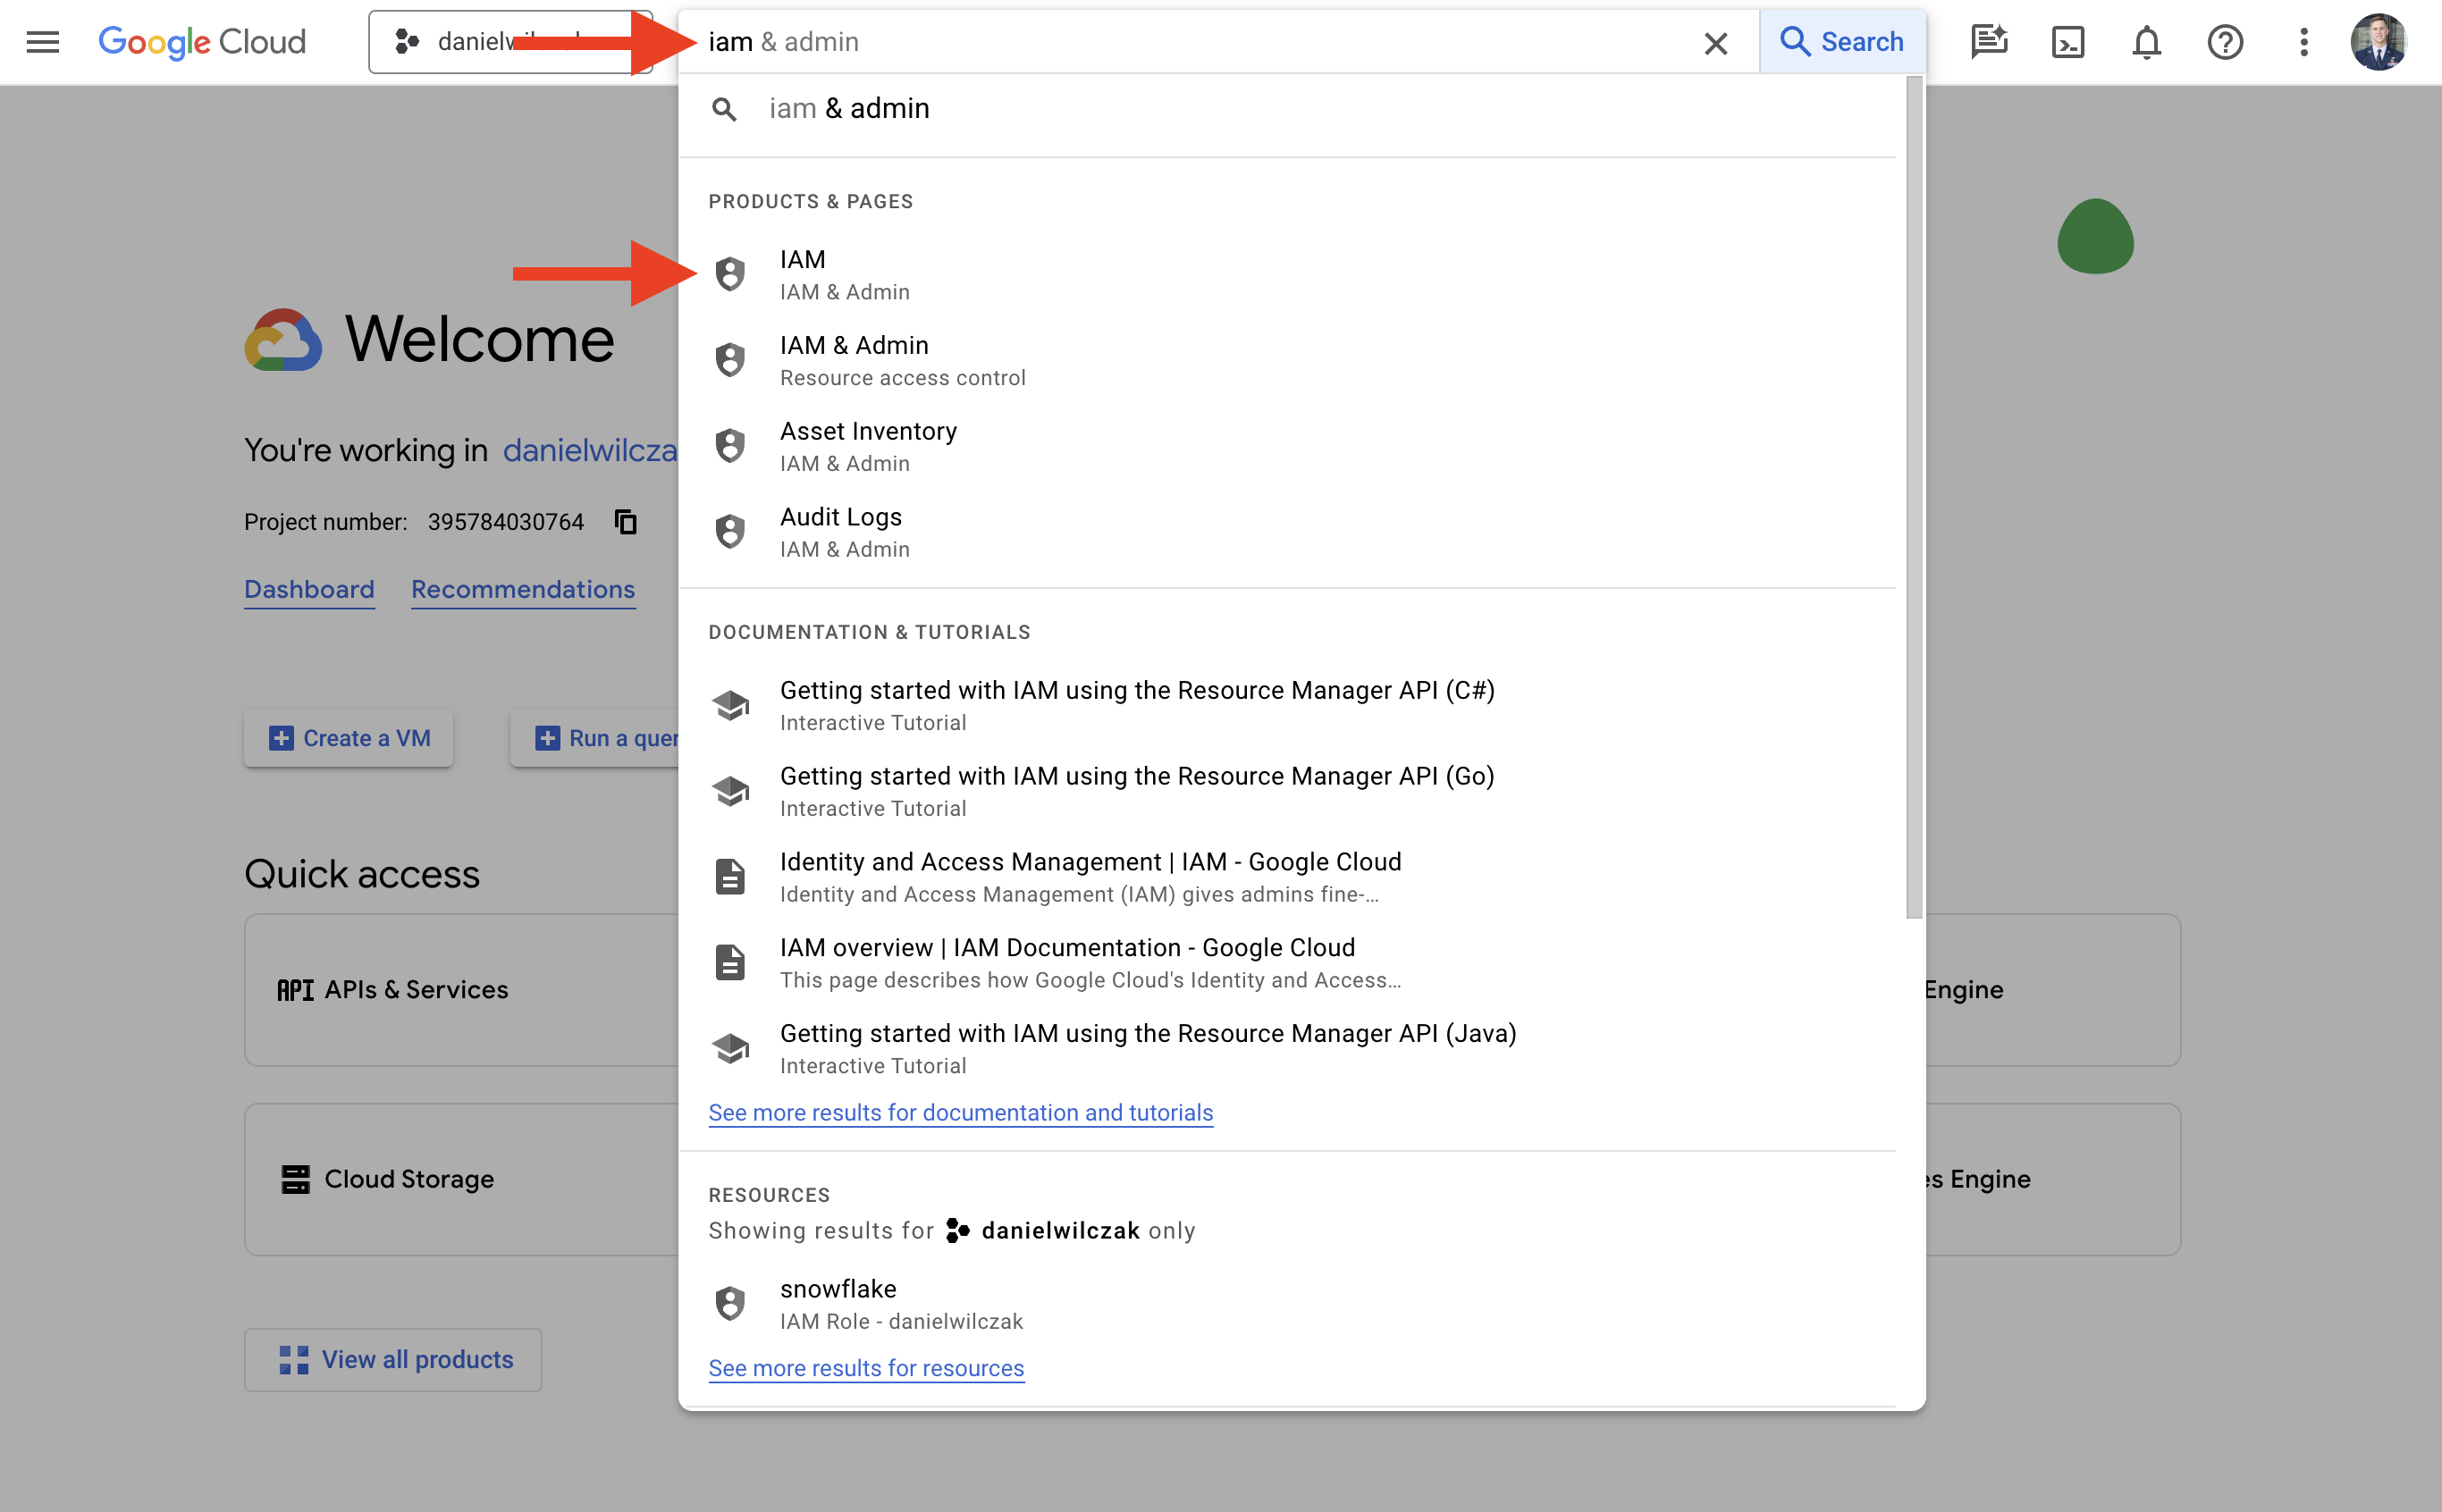 Google Cloud
iam & admin
Search
iam & admin
PRODUCTS & PAGES
IAM
IAM & Admin
IAM & Admin
Resource access control
Asset Inventory
IAM & Admin
Audit Logs
IAM & Admin
DOCUMENTATION & TUTORIALS
Getting started with IAM using the Resource Manager API (C#)
Interactive Tutorial
Getting started with IAM using the Resource Manager API (Go)
Interactive Tutorial
Identity and Access Management | IAM - Google Cloud
Identity and Access Management (IAM) gives admins fine-…
IAM overview | IAM Documentation - Google Cloud
This page describes how Google Cloud's Identity and Access…
Getting started with IAM using the Resource Manager API (Java)
Interactive Tutorial
See more results for documentation and tutorials
RESOURCES
Showing results for danielwilczak only
snowflake
IAM Role - danielwilczak
See more results for resources
Welcome
You're working in danielwilcza
Project number: 395784030764
Dashboard Recommendations
Create a VM
Run a quer
Quick access
API APIs & Services
Engine
Cloud Storage
es Engine
View all products